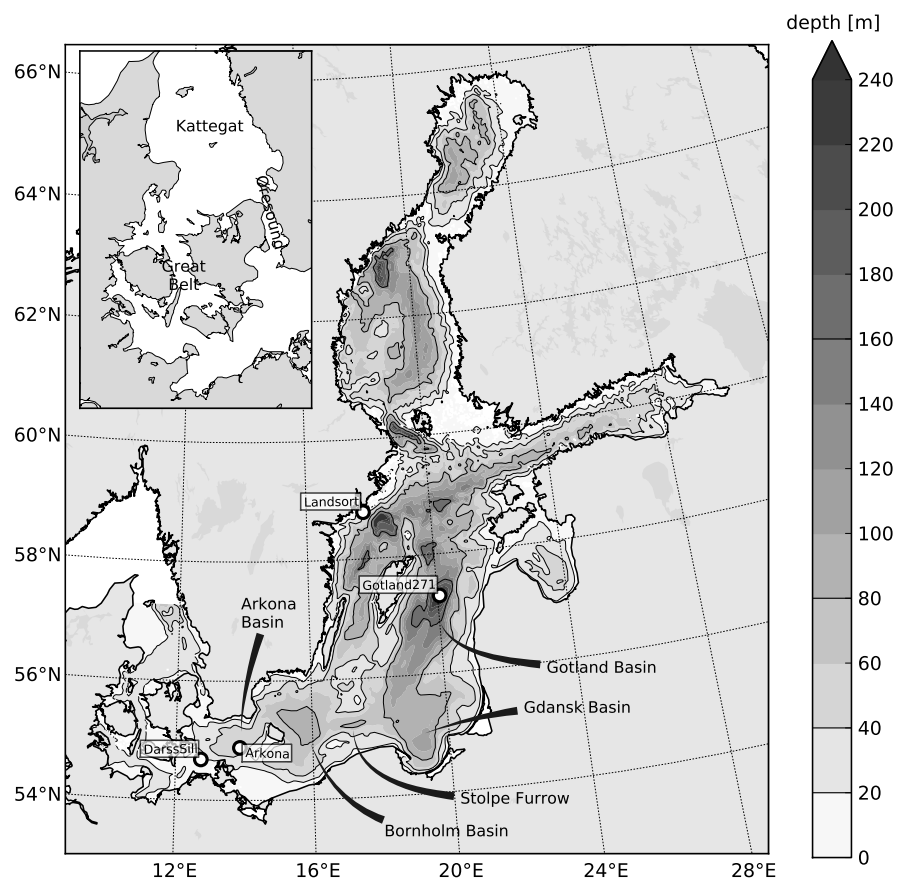 depth [m]
66°N
64°N
62°N
60°N
58°N
56°N
54°N
12°E
16°E
20°E
24°E
28°E
240
220
200
180
160
140
120
100
80
60
40
20
0
Kattegat
Øresound
Great
Belt
Landsort
Gotland271
Arkona
Basin
Gotland Basin
Gdansk Basin
DarssSill
Arkona
Stolpe Furrow
Bornholm Basin